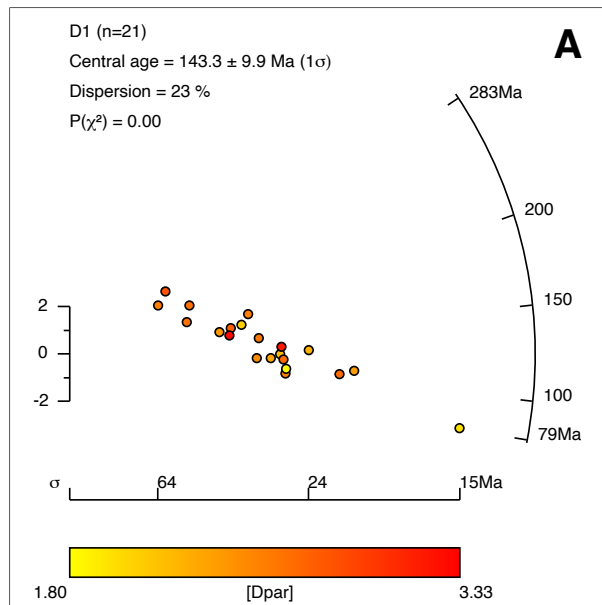 D1 (n=21)
A
Central age = 143.3 ± 9.9 Ma (1σ)
Dispersion = 23 %
P(χ²) = 0.00
283Ma
200
150
100
79Ma
2
0
-2
σ
64
24
15Ma
1.80
[Dpar]
3.33